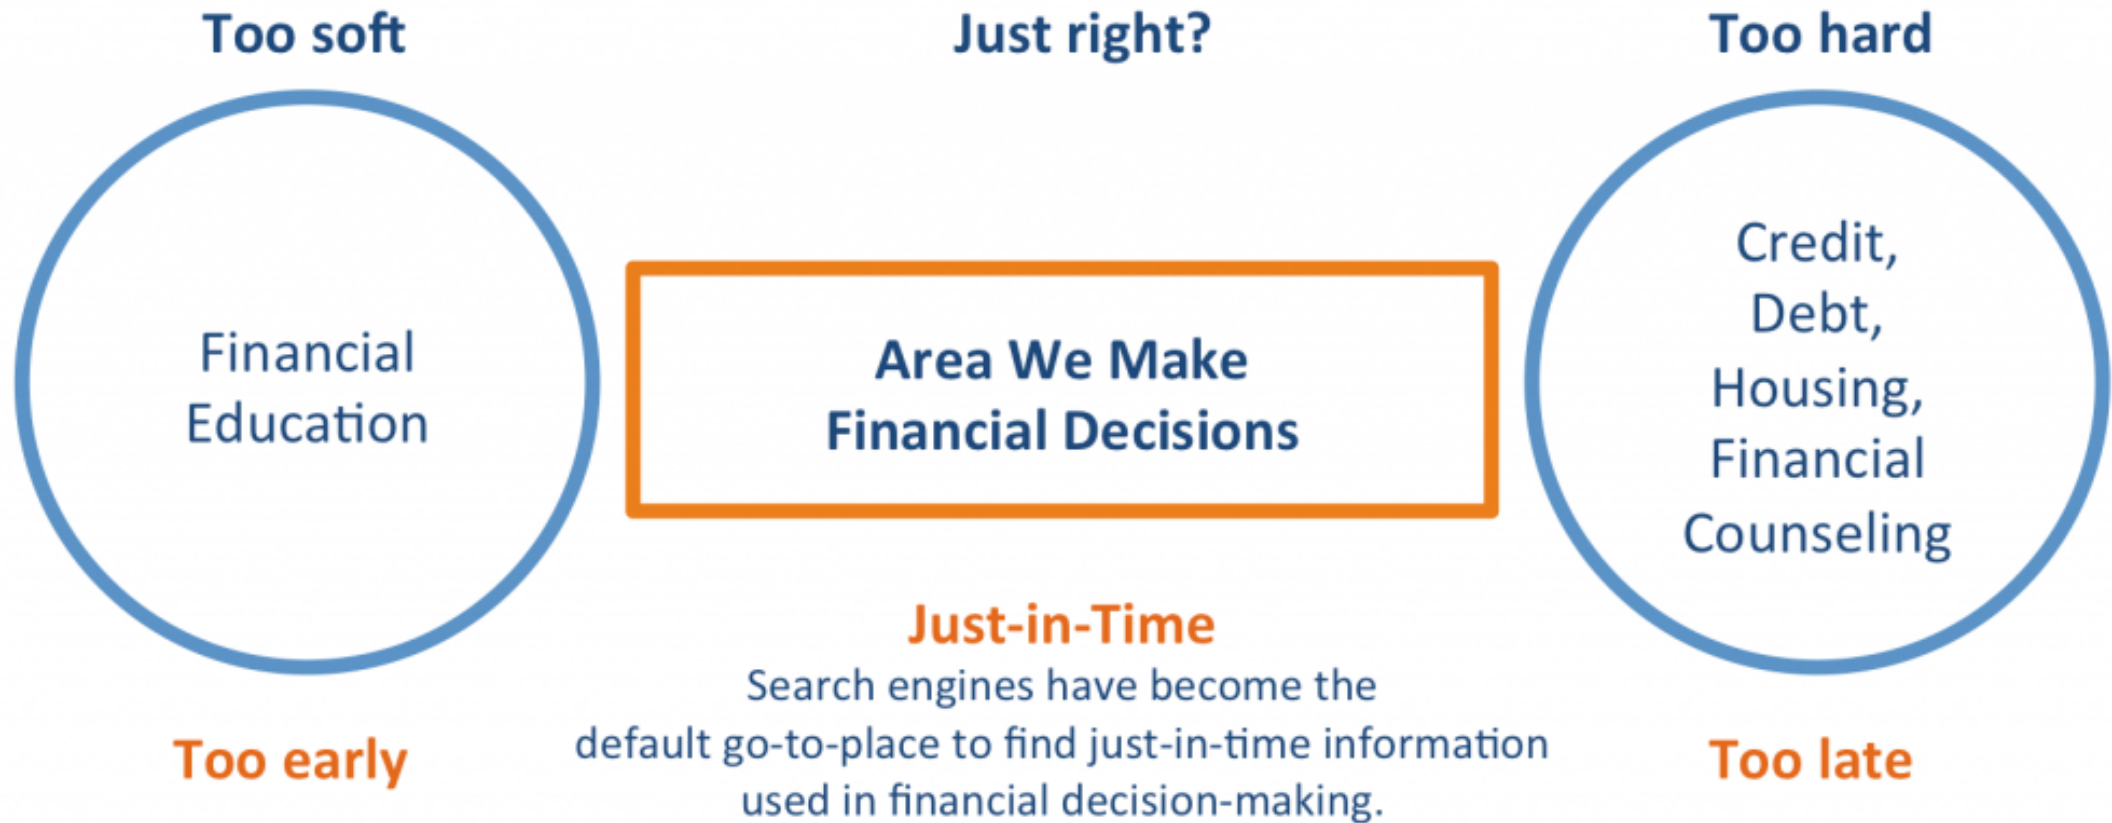 Too soft
Just right?
Too hard
Financial
Education
Area We Make
Financial Decisions
Credit,
Debt,
Housing,
Financial
Counseling
Too early
Just-in-Time
Search engines have become the
default go-to-place to find just-in-time information
used in financial decision-making.
Too late